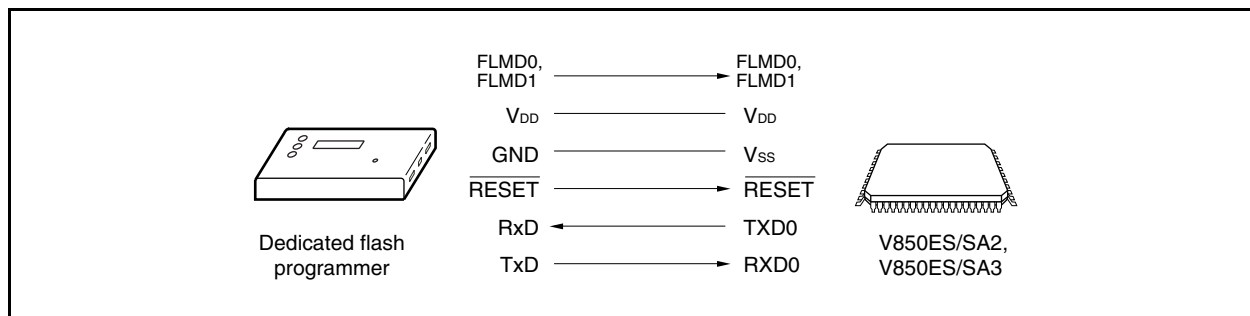 FLMD0,
FLMD1
FLMD0,
FLMD1
VDD
VDD
GND
VSS
RESET
RESET
RxD
TXD0
TxD
RXD0
Dedicated flash
programmer
V850ES/SA2,
V850ES/SA3